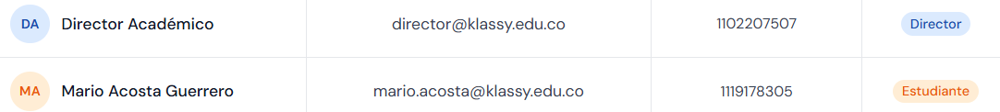 DA Director Académico director@klassy.edu.co 1102207507 Director
MA Mario Acosta Guerrero mario.acosta@klassy.edu.co 1119178305 Estudiante